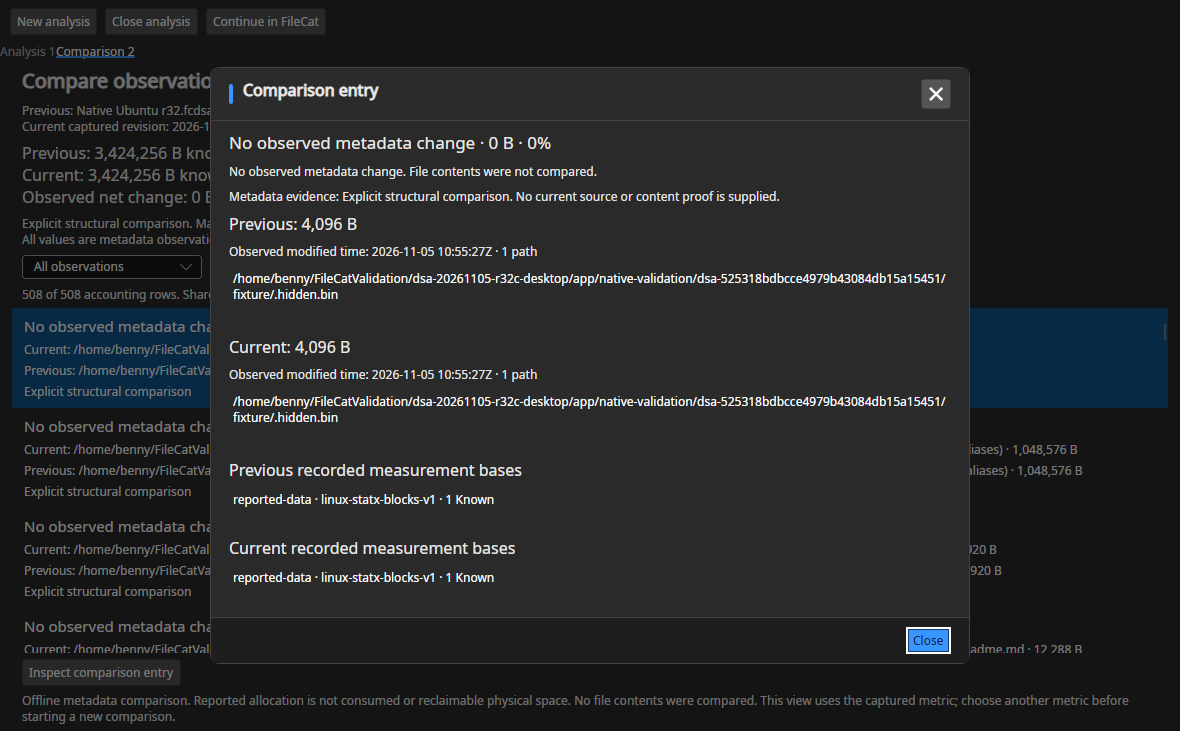 New analysis Close analysis Continue in FileCat
Analysis 1 Comparison 2
Compare observatio
Previous: Native Ubuntu r32.fcdsa
Current captured revision: 2026-1
Previous: 3,424,256 B kno
Current: 3,424,256 B know
Observed net change: 0 B
Explicit structural comparison. Ma
All values are metadata observati
All observations
508 of 508 accounting rows. Share
No observed metadata cha
Current: /home/benny/FileCatVal
Previous: /home/benny/FileCatVa
Explicit structural comparison
No observed metadata cha
Current: /home/benny/FileCatVal
liases) · 1,048,576 B
Previous: /home/benny/FileCatVa
aliases) · 1,048,576 B
Explicit structural comparison
No observed metadata cha
Current: /home/benny/FileCatVal
920 B
Previous: /home/benny/FileCatVa
920 B
Explicit structural comparison
No observed metadata cha
Current: /home/benny/FileCatVal
adme.md · 12,288 B
Inspect comparison entry
Offline metadata comparison. Reported allocation is not consumed or reclaimable physical space. No file contents were compared. This view uses the captured metric; choose another metric before
starting a new comparison.
Comparison entry
No observed metadata change · 0 B · 0%
No observed metadata change. File contents were not compared.
Metadata evidence: Explicit structural comparison. No current source or content proof is supplied.
Previous: 4,096 B
Observed modified time: 2026-11-05 10:55:27Z · 1 path
/home/benny/FileCatValidation/dsa-20261105-r32c-desktop/app/native-validation/dsa-525318bdbcce4979b43084db15a15451/
fixture/.hidden.bin
Current: 4,096 B
Observed modified time: 2026-11-05 10:55:27Z · 1 path
/home/benny/FileCatValidation/dsa-20261105-r32c-desktop/app/native-validation/dsa-525318bdbcce4979b43084db15a15451/
fixture/.hidden.bin
Previous recorded measurement bases
reported-data · linux-statx-blocks-v1 · 1 Known
Current recorded measurement bases
reported-data · linux-statx-blocks-v1 · 1 Known
Close